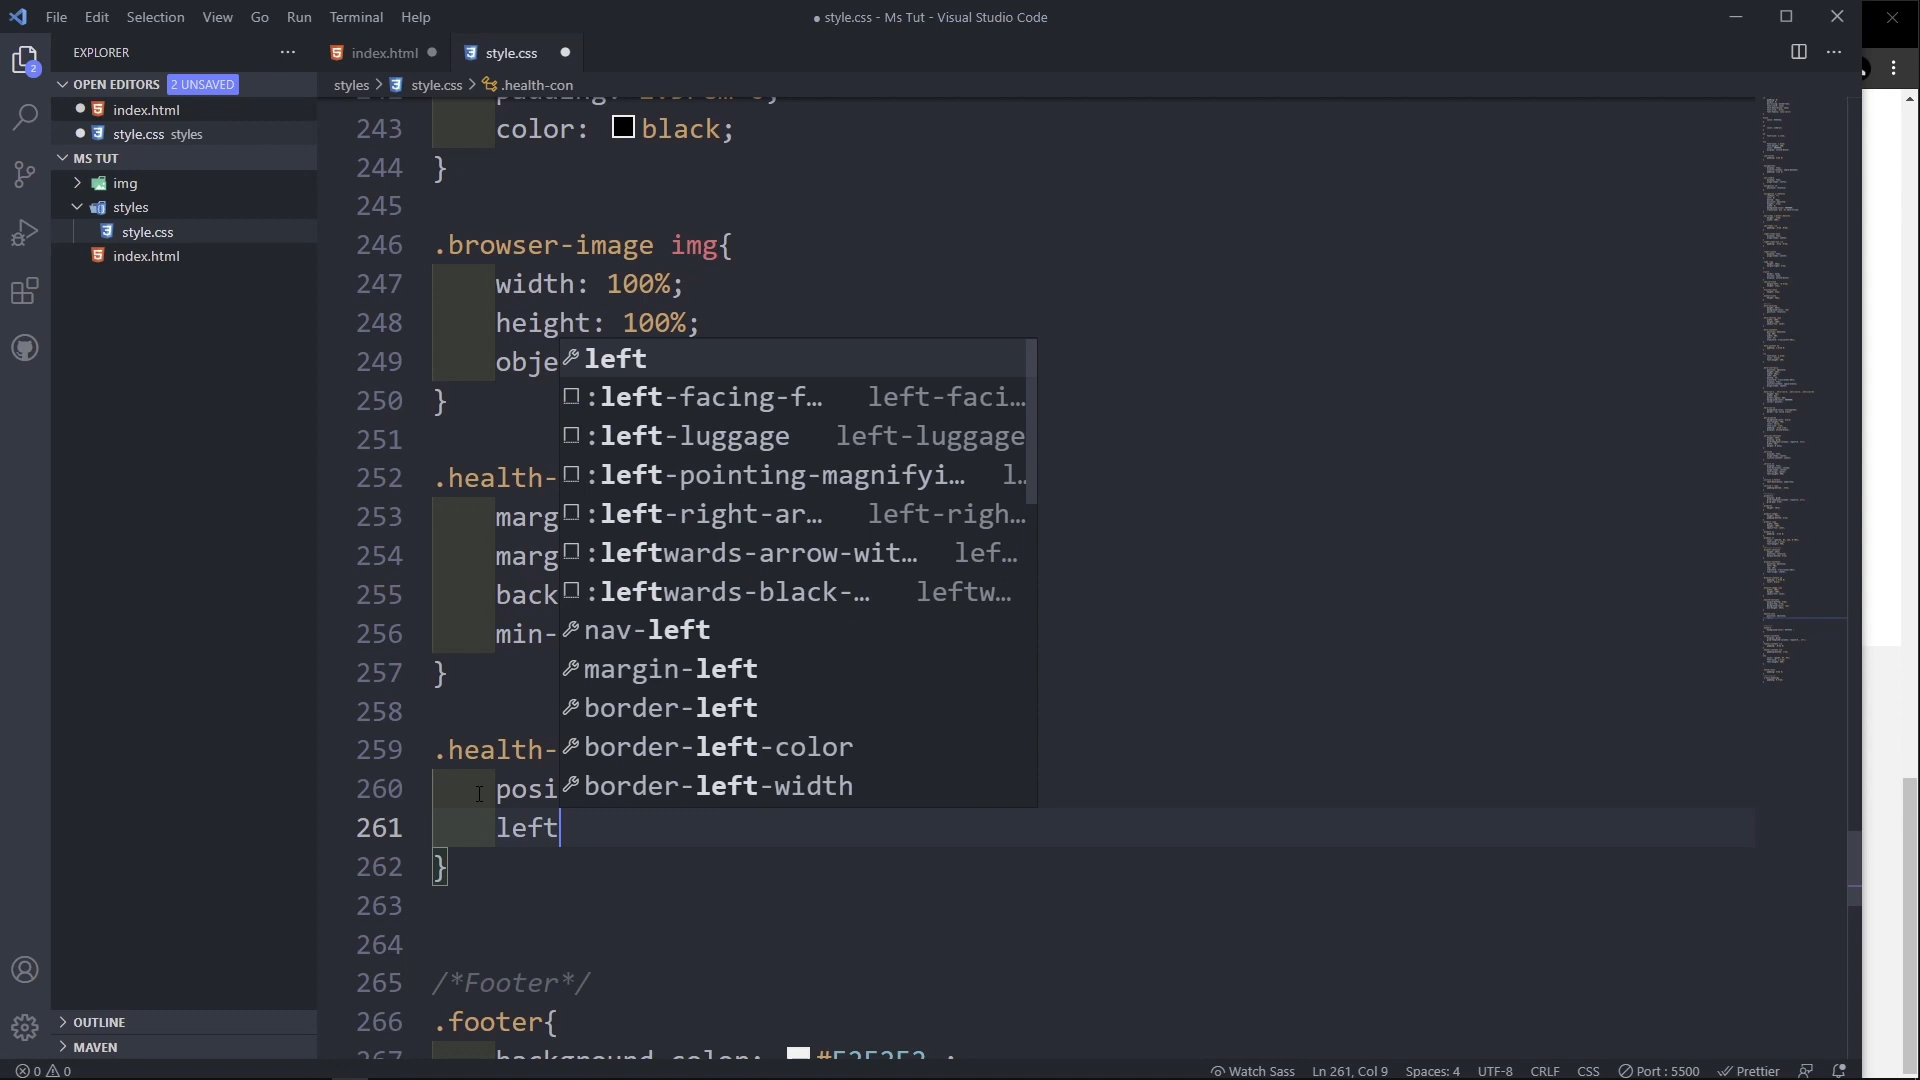 File Edit Selection View Go Run Terminal Help
● style.css - Ms Tut - Visual Studio Code
EXPLORER
index.html
style.css
OPEN EDITORS 2 UNSAVED
styles > style.css > .health-con
index.html
style.css styles
MS TUT
img
styles
style.css
index.html
243 color: black;
244 }
245
246 .browser-image img{
247 width: 100%;
248 height: 100%;
249 obje
250 }
251
252 .health-
253 marg
254 marg
255 back
256 min-
257 }
258
259 .health-
260 posi
261 left
262 }
263
264
265 /*Footer*/
266 .footer{
267 background-color: #F2F2F2 ;
left
:left-facing-f… left-faci…
:left-luggage left-luggage
:left-pointing-magnifyi… l…
:left-right-ar… left-righ…
:leftwards-arrow-wit… lef…
:leftwards-black-… leftw…
nav-left
margin-left
border-left
border-left-color
border-left-width
OUTLINE
MAVEN
2
0 0
Watch Sass Ln 261, Col 9 Spaces: 4 UTF-8 CRLF CSS Port : 5500 Prettier